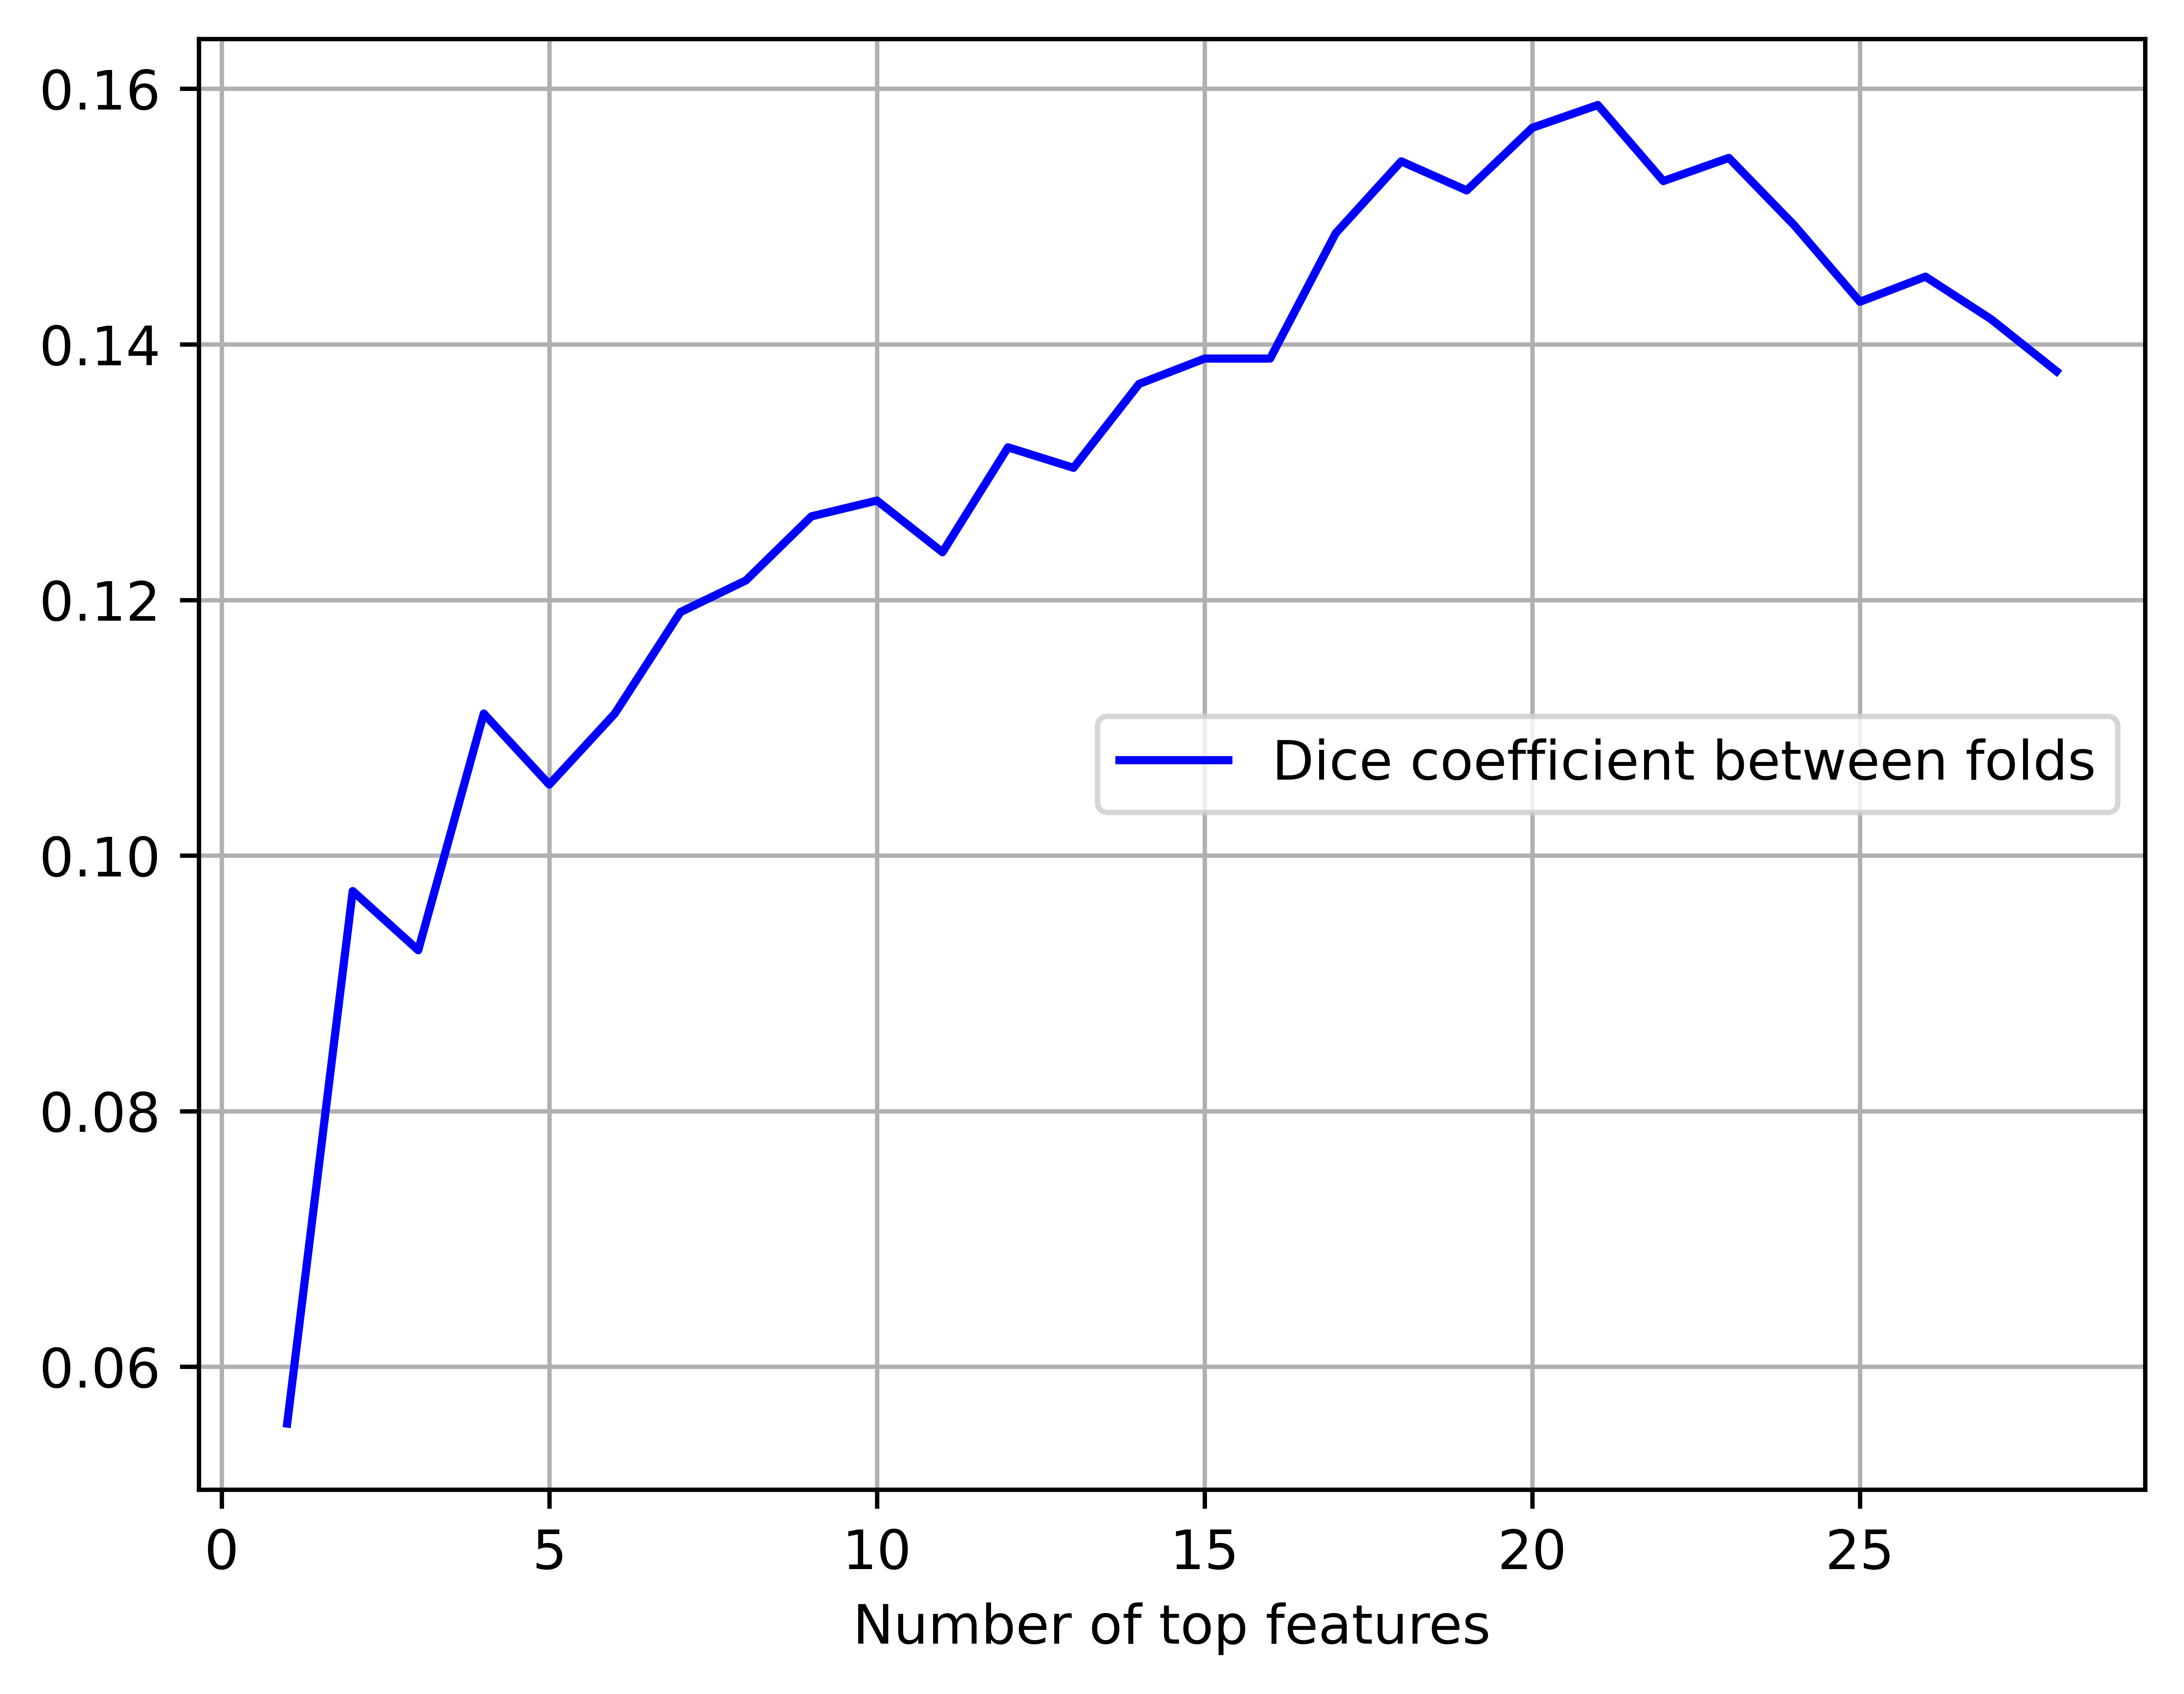 0.16
0.14
0.12
0.10
0.08
0.06
Dice coefficient between folds
0 5 10 15 20 25
Number of top features